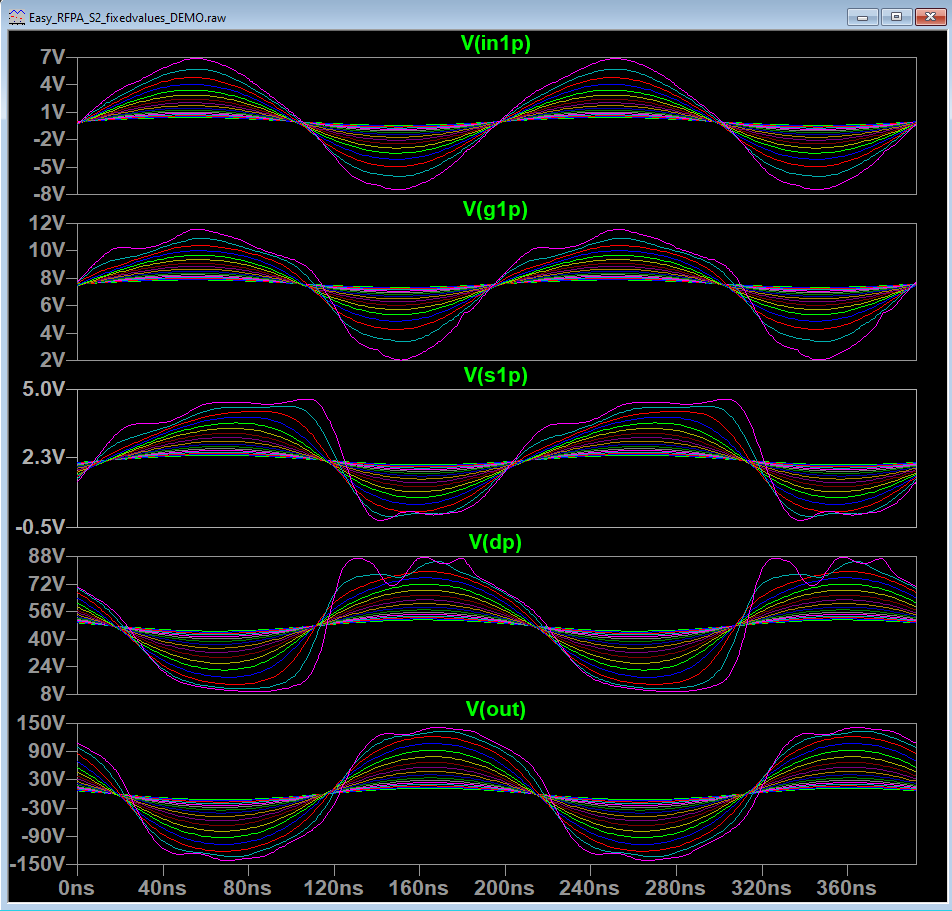 Easy_RFPA_S2_fixedvalues_DEMO.raw
V(in1p)
7V
4V
1V
-2V
-5V
-8V
V(g1p)
12V
10V
8V
6V
4V
2V
V(s1p)
5.0V
2.3V
-0.5V
V(dp)
88V
72V
56V
40V
24V
8V
V(out)
150V
90V
30V
-30V
-90V
-150V
0ns 40ns 80ns 120ns 160ns 200ns 240ns 280ns 320ns 360ns